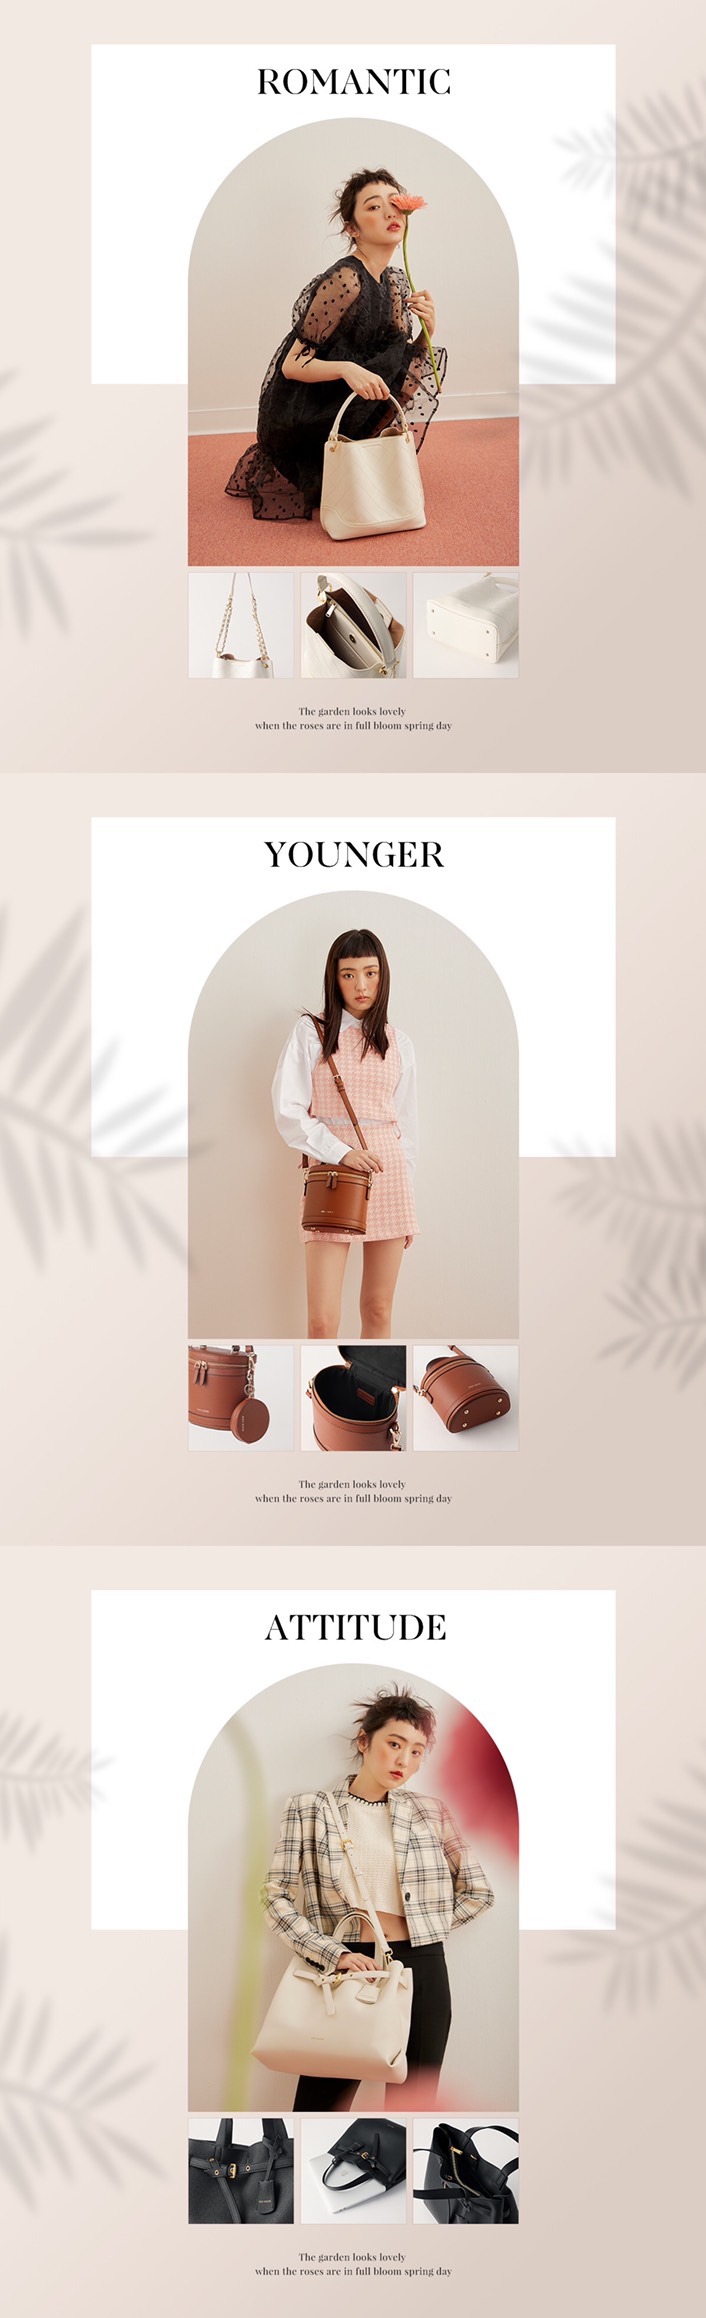 ROMANTIC
The garden looks lovely
when the roses are in full bloom spring day
YOUNGER
The garden looks lovely
when the roses are in full bloom spring day
ATTITUDE
The garden looks lovely
when the roses are in full bloom spring day